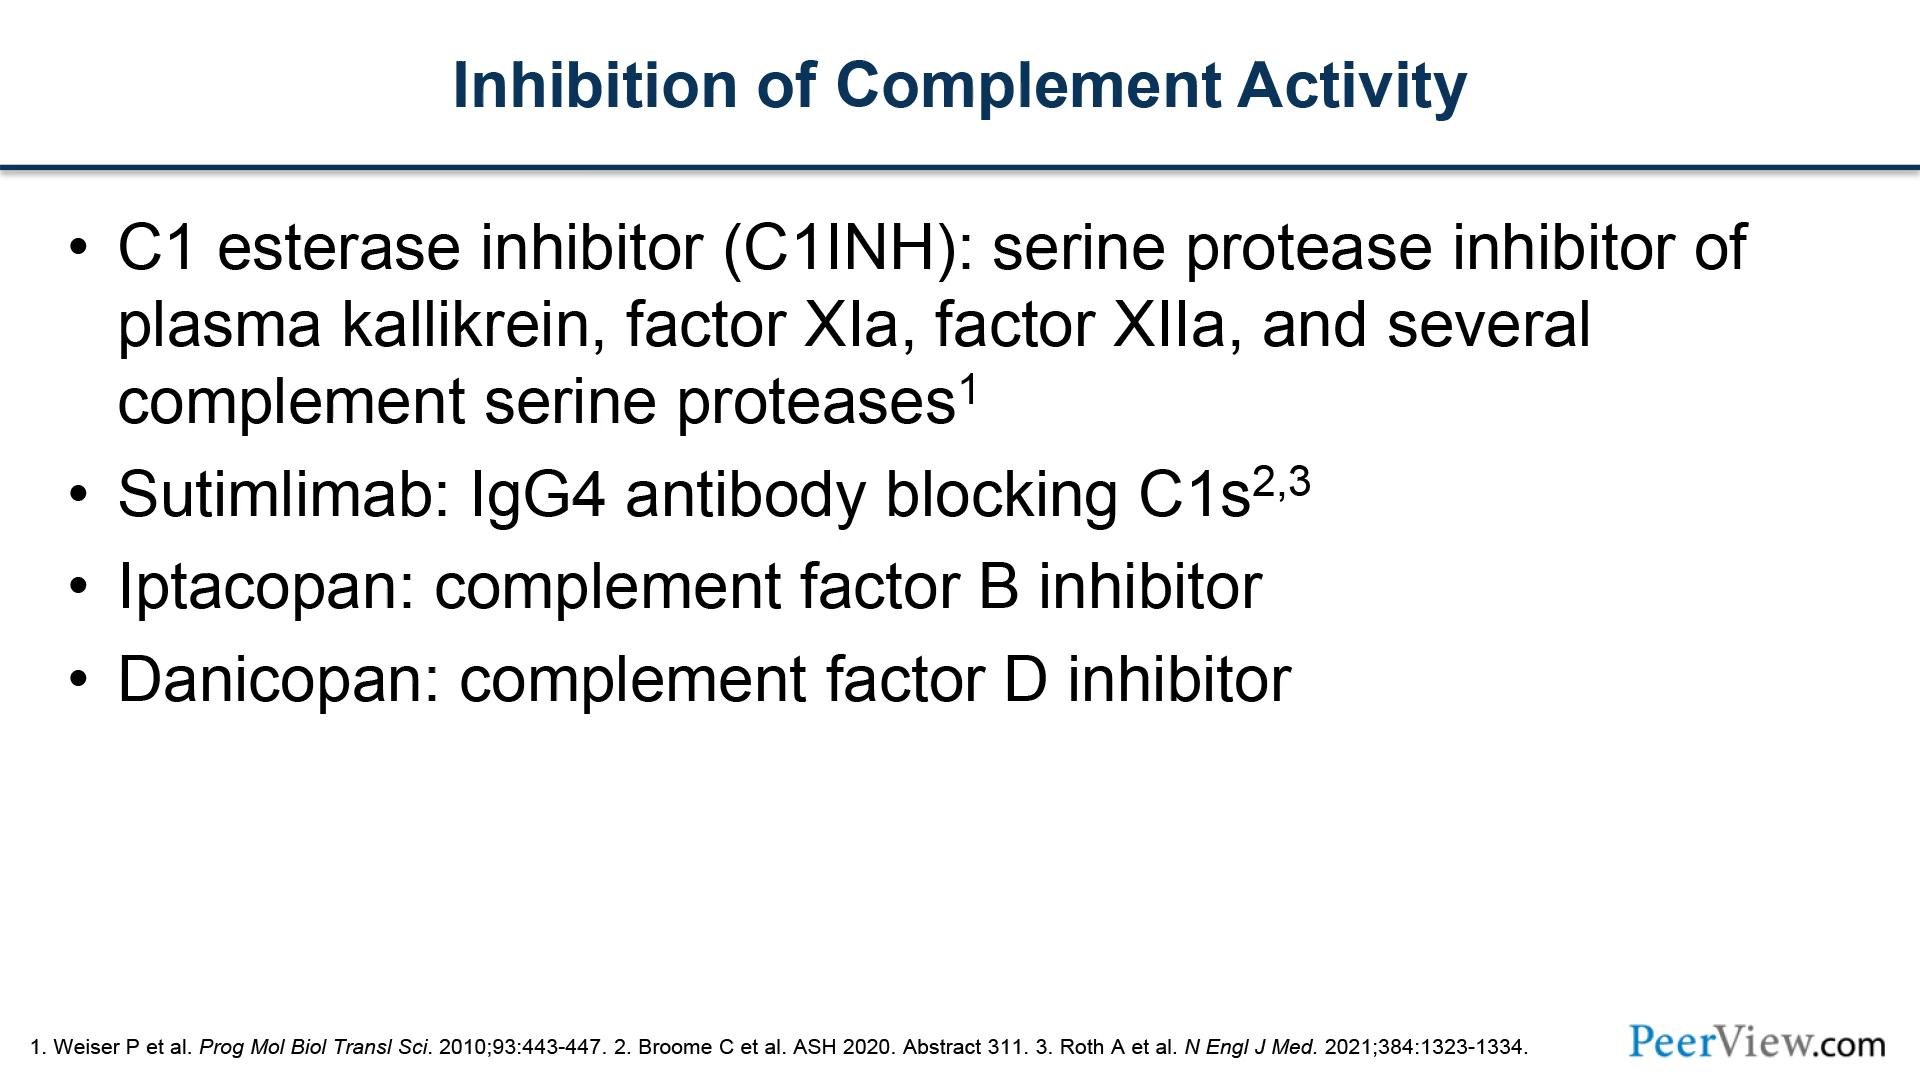 Inhibition of Complement Activity
• C1 esterase inhibitor (C1INH): serine protease inhibitor of
plasma kallikrein, factor XIa, factor XIIa, and several
complement serine proteases1
• Sutimlimab: IgG4 antibody blocking C1s2,3
• Iptacopan: complement factor B inhibitor
• Danicopan: complement factor D inhibitor
1. Weiser P et al. Prog Mol Biol Transl Sci. 2010;93:443-447. 2. Broome C et al. ASH 2020. Abstract 311. 3. Roth A et al. N Engl J Med. 2021;384:1323-1334.
PeerView.com